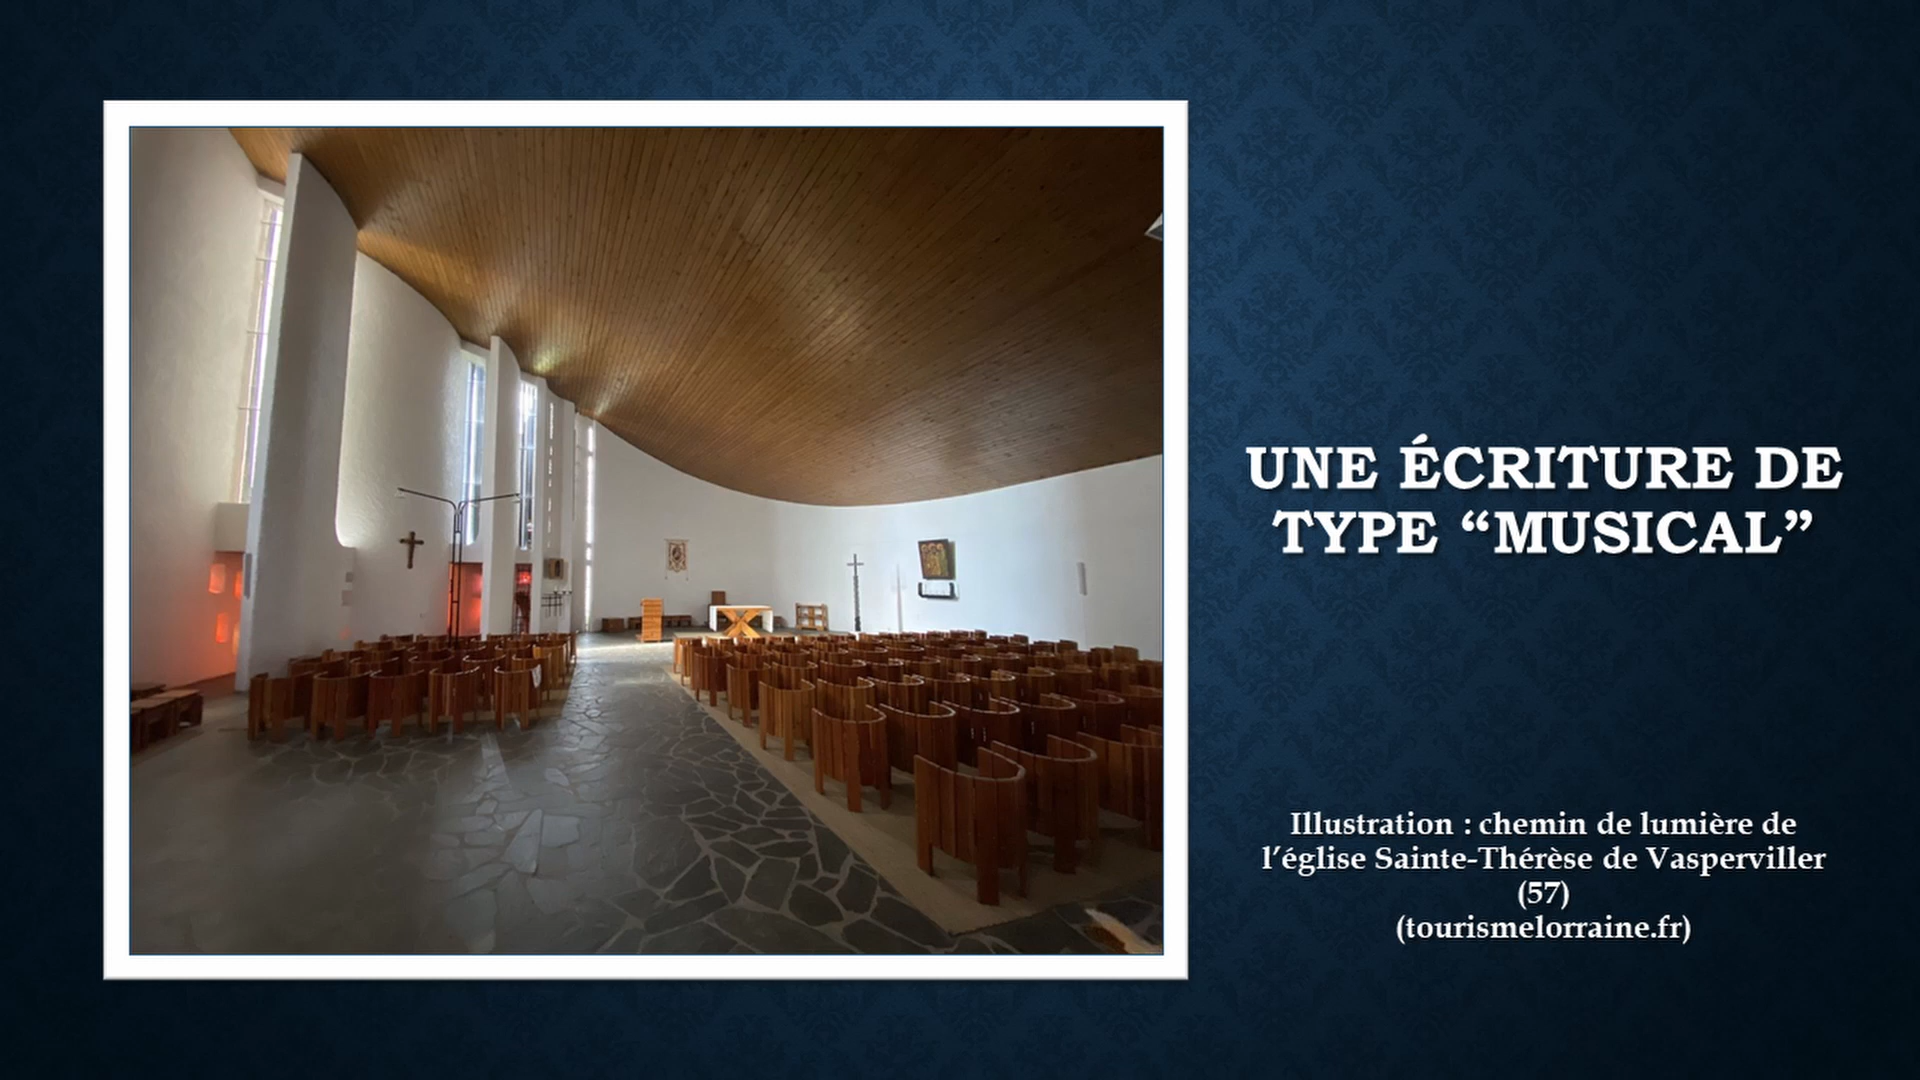 UNE ÉCRITURE DE
TYPE “MUSICAL”
Illustration : chemin de lumière de
l’église Sainte-Thérèse de Vasperviller
(57)
(tourismelorraine.fr)